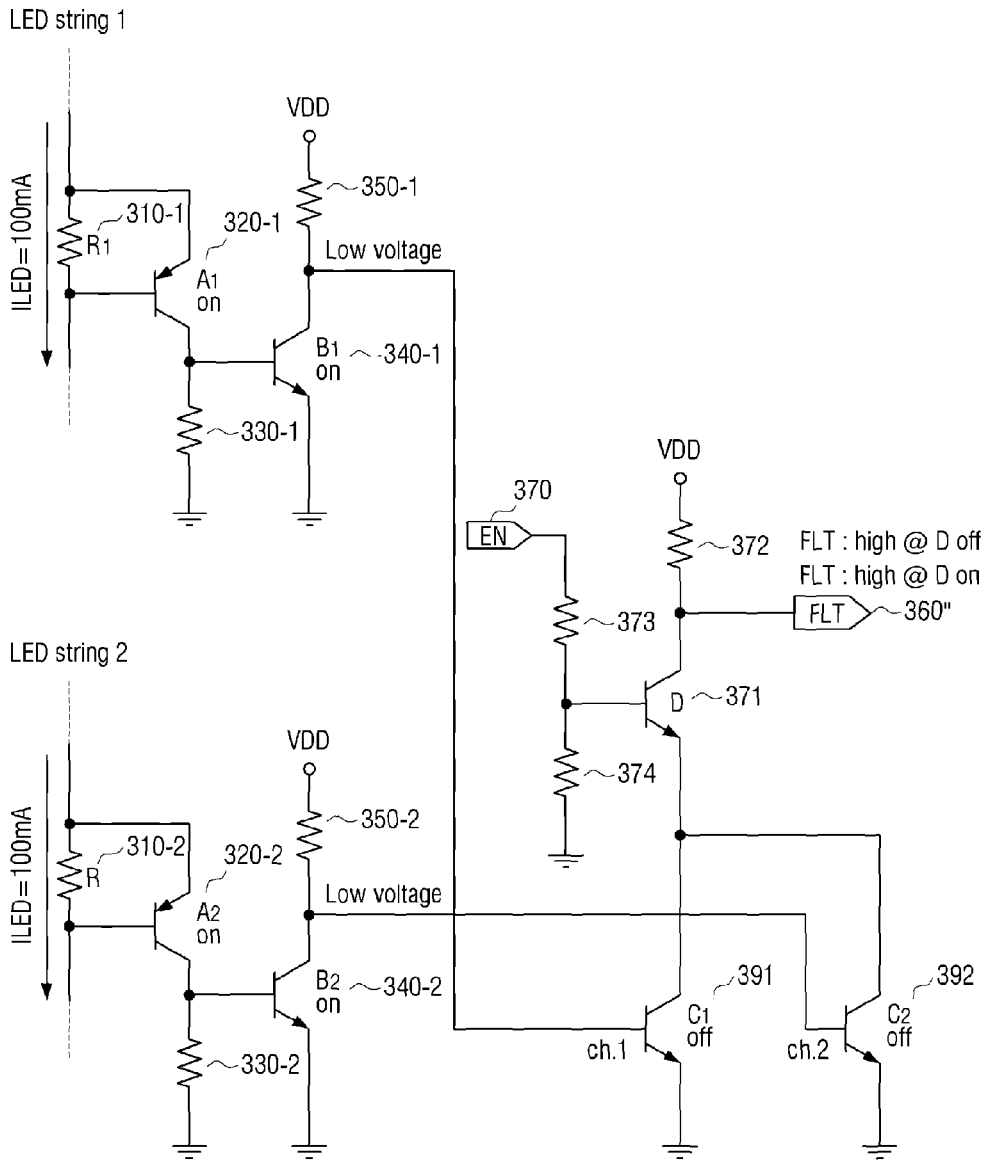 LED string 1
VDD
350-1
ILED=100mA
310-1
R1
320-1
Low voltage
A1
on
B1
on
340-1
330-1
VDD
370
EN
372
FLT : high @ D off
FLT : high @ D on
373
FLT
360"
LED string 2
D
371
VDD
374
350-2
ILED=100mA
310-2
R
320-2
Low voltage
A2
on
B2
on
340-2
391
392
C1
off
C2
off
ch.1
ch.2
330-2